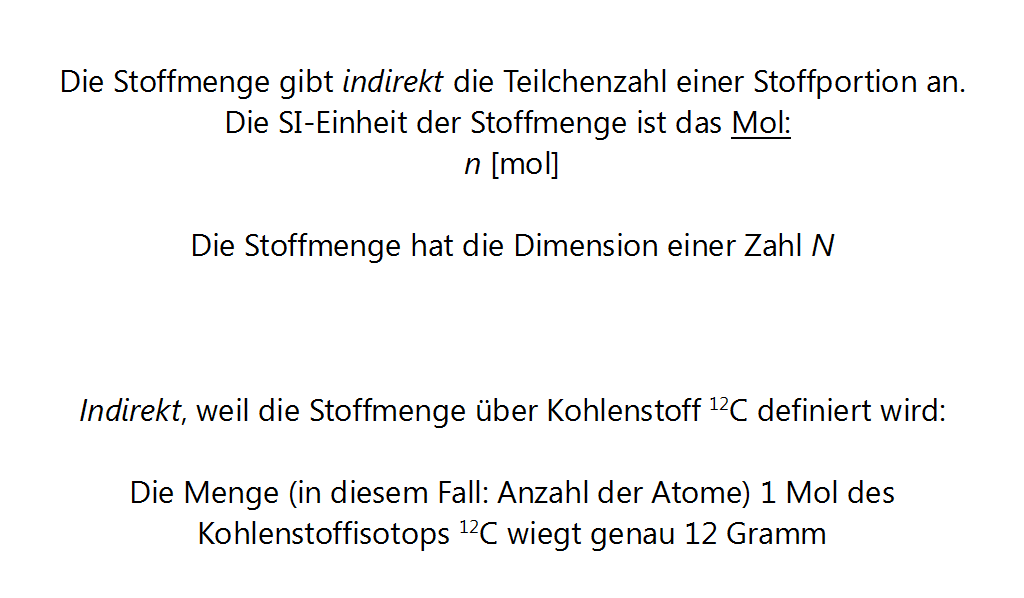 Die Stoffmenge gibt indirekt die Teilchenzahl einer Stoffportion an.
Die SI-Einheit der Stoffmenge ist das Mol:
n [mol]
Die Stoffmenge hat die Dimension einer Zahl N
Indirekt, weil die Stoffmenge über Kohlenstoff ¹²C definiert wird:
Die Menge (in diesem Fall: Anzahl der Atome) 1 Mol des
Kohlenstoffisotops ¹²C wiegt genau 12 Gramm